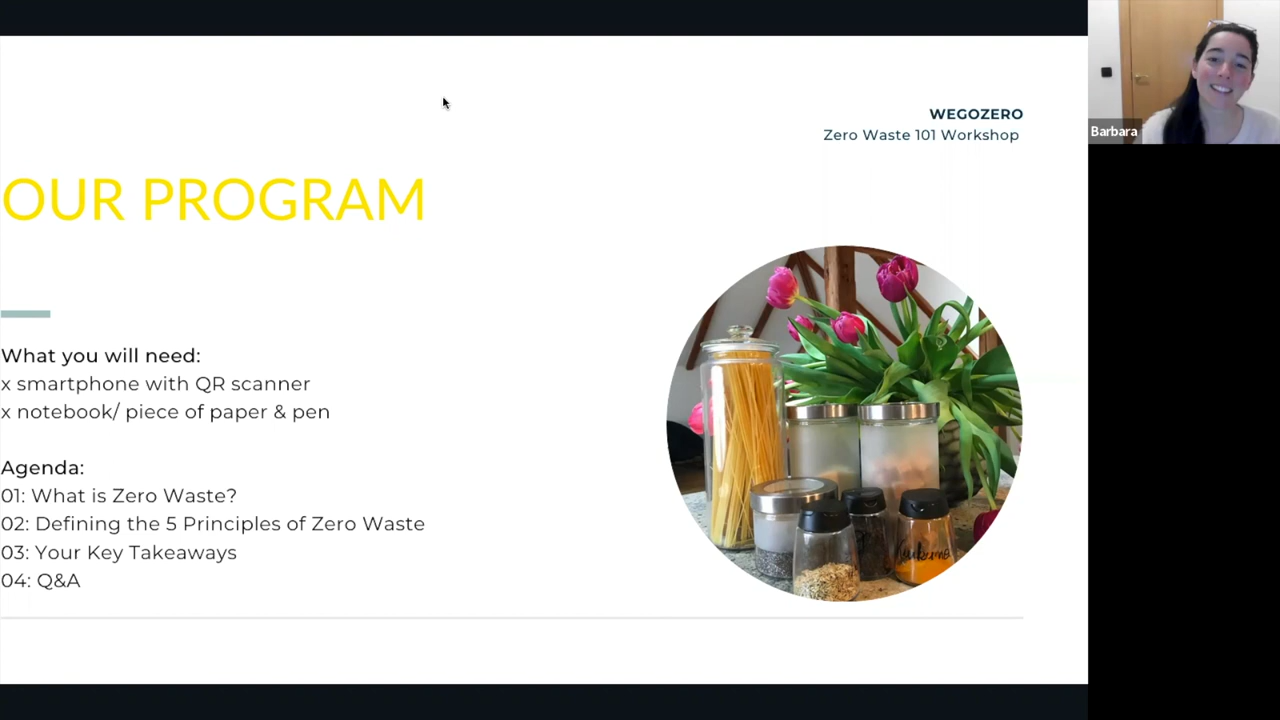 WEGOZERO
Zero Waste 101 Workshop
OUR PROGRAM
What you will need:
x smartphone with QR scanner
x notebook/ piece of paper & pen
Agenda:
01: What is Zero Waste?
02: Defining the 5 Principles of Zero Waste
03: Your Key Takeaways
04: Q&A
Barbara